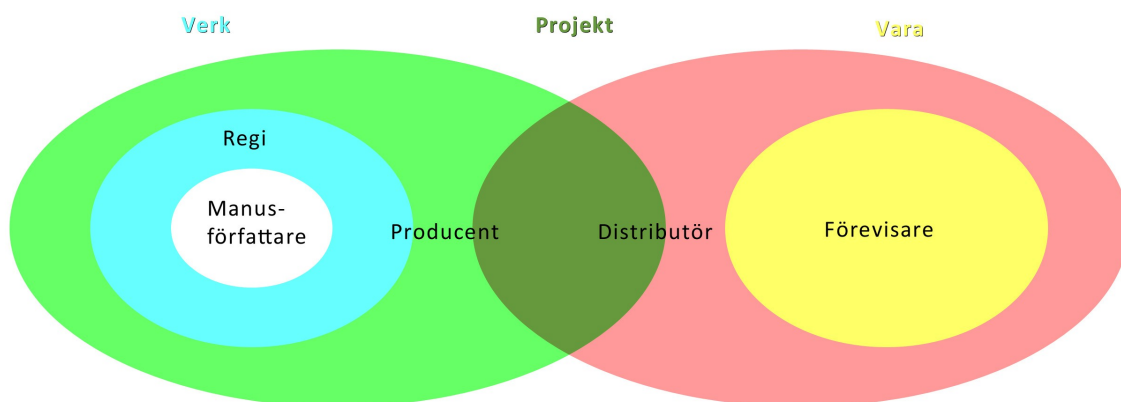 Verk
Projekt
Vara
Regi
Manus-
författare
Producent
Distributör
Förevisare